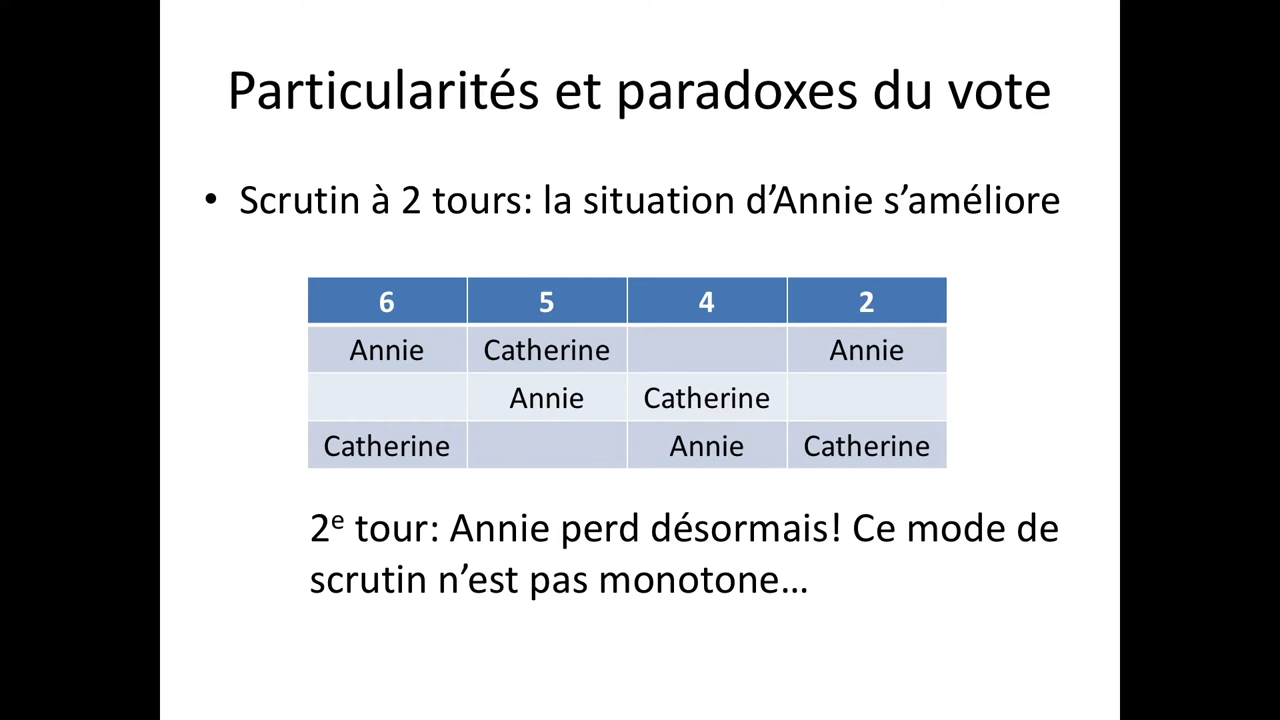 Particularités et paradoxes du vote
• Scrutin à 2 tours: la situation d’Annie s’améliore
6 5 4 2
Annie Catherine Annie
Annie Catherine
Catherine Annie Catherine
2e tour: Annie perd désormais! Ce mode de
scrutin n’est pas monotone…